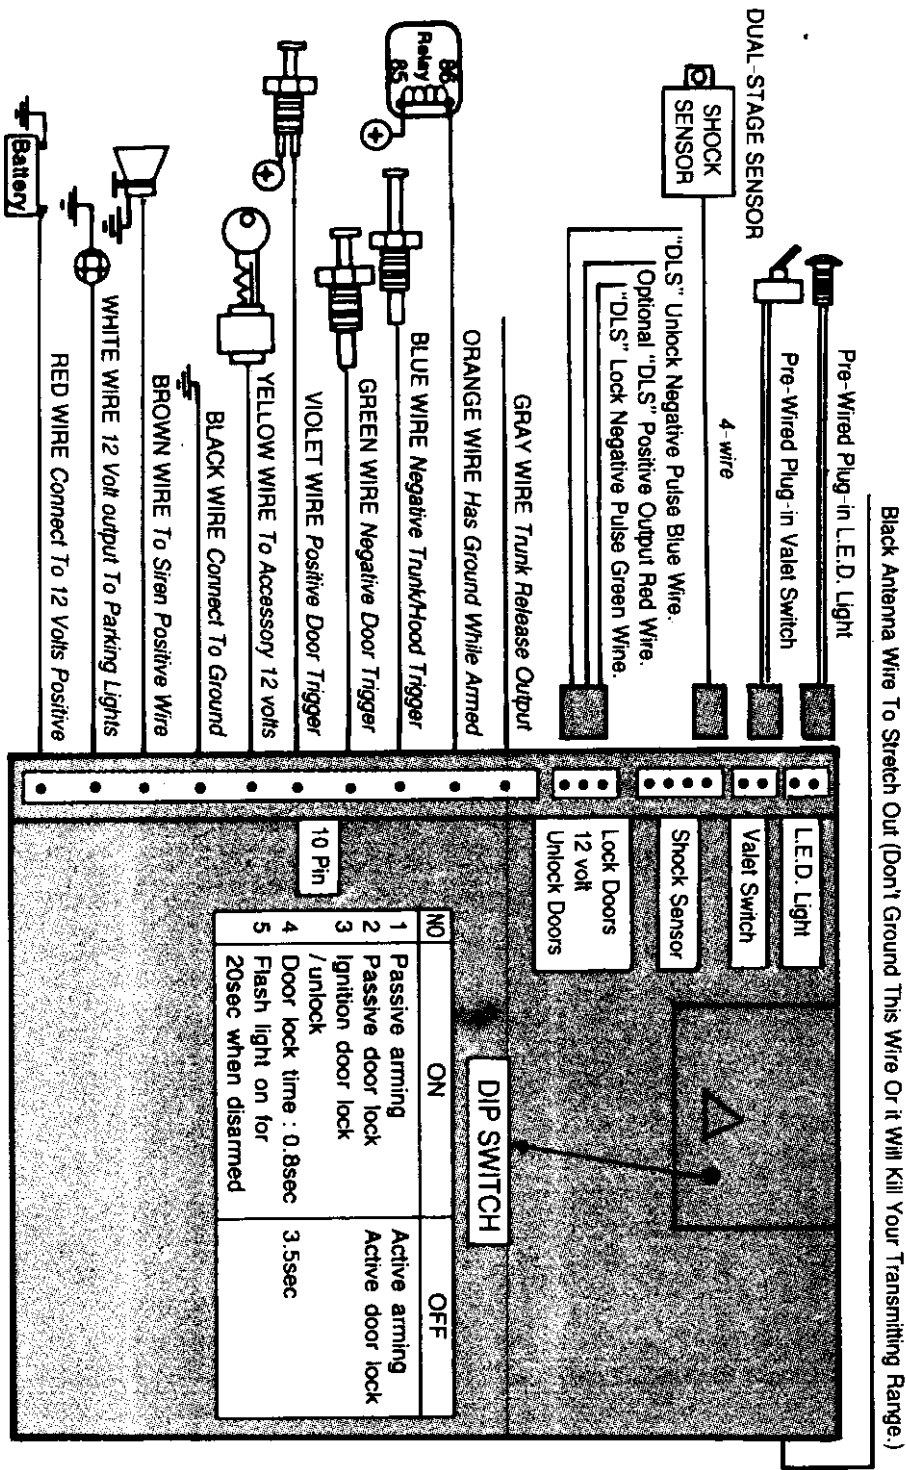 Black Antenna Wire To Stretch Out (Don't Ground This Wire Or it Will Kill Your Transmitting Range.)
Pre-Wired Plug-in L.E.D. Light
L.E.D. Light
Pre-Wired Plug-in Valet Switch
Valet Switch
DUAL-STAGE SENSOR
SHOCK
SENSOR
4-wire
Shock Sensor
"DLS" Unlock Negative Pulse Blue Wire.
Optional "DLS" Positive Output Red Wire.
"DLS" Lock Negative Pulse Green Wine.
Lock Doors
12 volt
Unlock Doors
GRAY WIRE Trunk Release Output
ORANGE WIRE Has Ground While Armed
86
Relay
85
BLUE WIRE Negative Trunk/Hood Trigger
GREEN WIRE Negative Door Trigger
VIOLET WIRE Positive Door Trigger
YELLOW WIRE To Accessory 12 volts
BLACK WIRE Connect To Ground
BROWN WIRE To Siren Positive Wire
WHITE WIRE 12 Volt output To Parking Lights
RED WIRE Connect To 12 Volts Positive
Battery
10 Pin
DIP SWITCH
NO ON OFF
1 Passive arming Active arming
2 Passive door lock Active door lock
3 Ignition door lock
/ unlock
4 Door lock time : 0.8sec 3.5sec
5 Flash light on for
20sec when disarmed